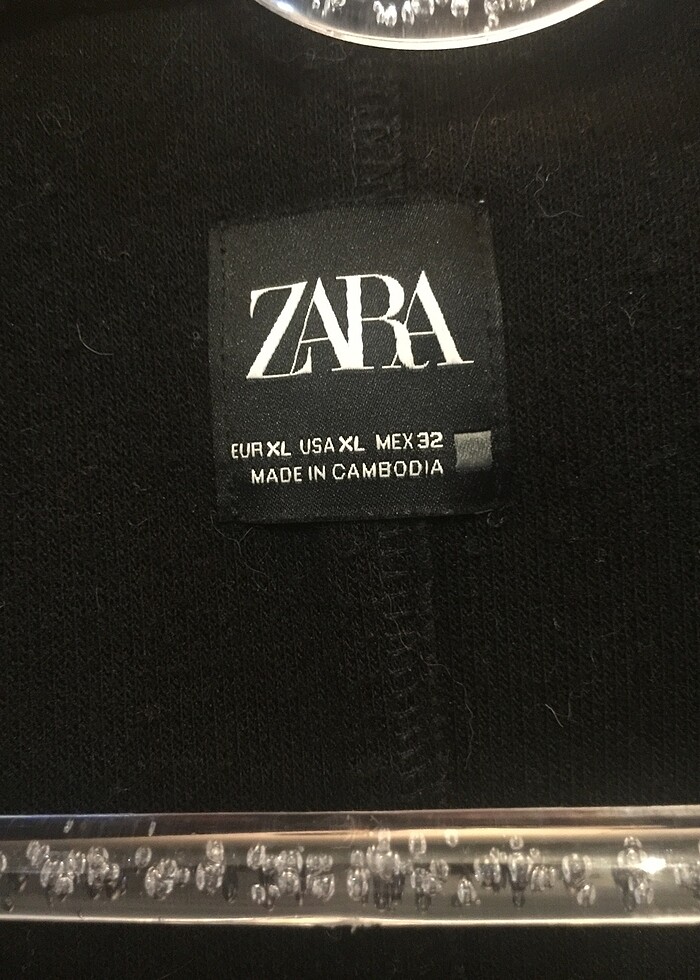 ZARA
EUR XL USA XL MEX 32
MADE IN CAMBODIA